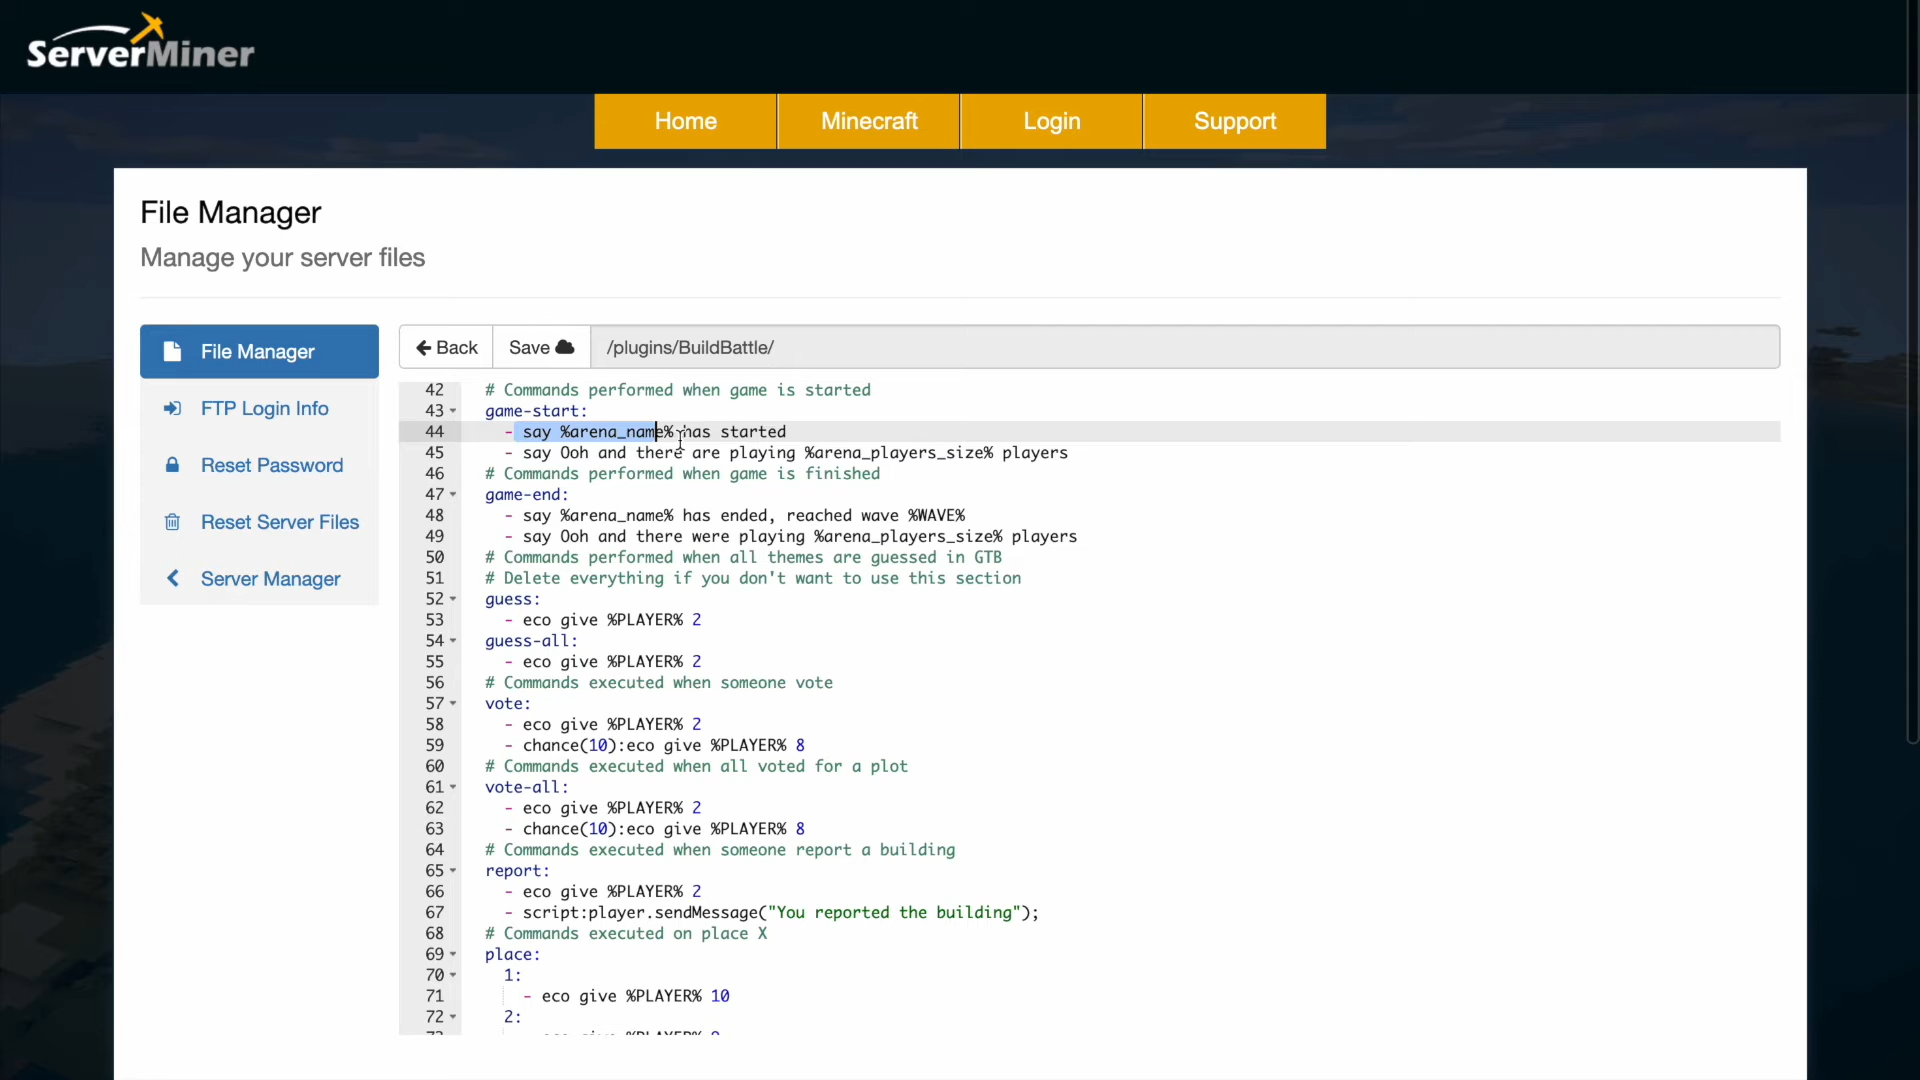 ServerMiner
Home
Minecraft
Login
Support
File Manager
Manage your server files
File Manager
FTP Login Info
Reset Password
Reset Server Files
Server Manager
Back
Save
/plugins/BuildBattle/
42 # Commands performed when game is started
43 game-start:
44 - say %arena_name% has started
45 - say Ooh and there are playing %arena_players_size% players
46 # Commands performed when game is finished
47 game-end:
48 - say %arena_name% has ended, reached wave %WAVE%
49 - say Ooh and there were playing %arena_players_size% players
50 # Commands performed when all themes are guessed in GTB
51 # Delete everything if you don't want to use this section
52 guess:
53 - eco give %PLAYER% 2
54 guess-all:
55 - eco give %PLAYER% 2
56 # Commands executed when someone vote
57 vote:
58 - eco give %PLAYER% 2
59 - chance(10):eco give %PLAYER% 8
60 # Commands executed when all voted for a plot
61 vote-all:
62 - eco give %PLAYER% 2
63 - chance(10):eco give %PLAYER% 8
64 # Commands executed when someone report a building
65 report:
66 - eco give %PLAYER% 2
67 - script:player.sendMessage("You reported the building");
68 # Commands executed on place X
69 place:
70 1:
71 - eco give %PLAYER% 10
72 2: